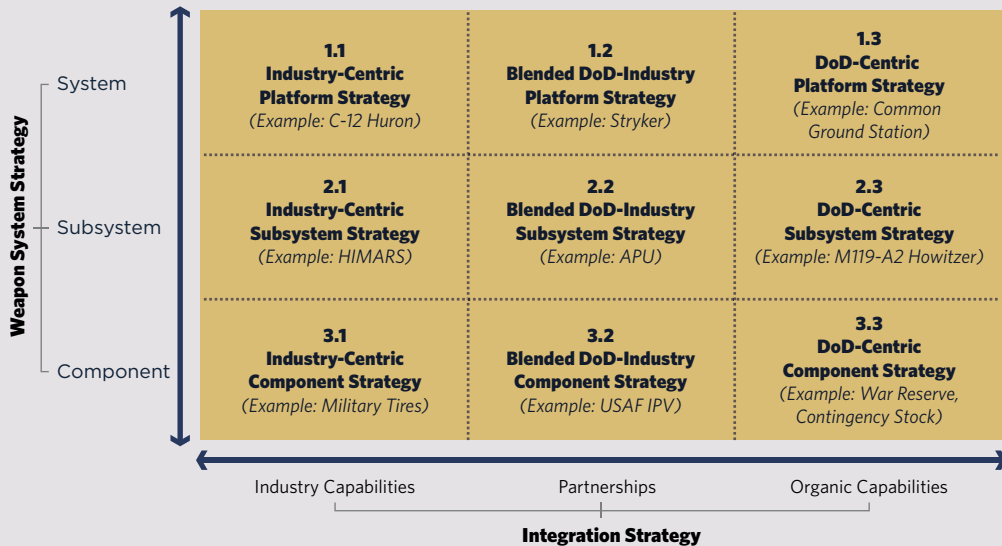 Weapon System Strategy
System
Subsystem
Component
1.1
Industry-Centric
Platform Strategy
(Example: C-12 Huron)
1.2
Blended DoD-Industry
Platform Strategy
(Example: Stryker)
1.3
DoD-Centric
Platform Strategy
(Example: Common
Ground Station)
2.1
Industry-Centric
Subsystem Strategy
(Example: HIMARS)
2.2
Blended DoD-Industry
Subsystem Strategy
(Example: APU)
2.3
DoD-Centric
Subsystem Strategy
(Example: M119-A2 Howitzer)
3.1
Industry-Centric
Component Strategy
(Example: Military Tires)
3.2
Blended DoD-Industry
Component Strategy
(Example: USAF IPV)
3.3
DoD-Centric
Component Strategy
(Example: War Reserve,
Contingency Stock)
Industry Capabilities
Partnerships
Organic Capabilities
Integration Strategy